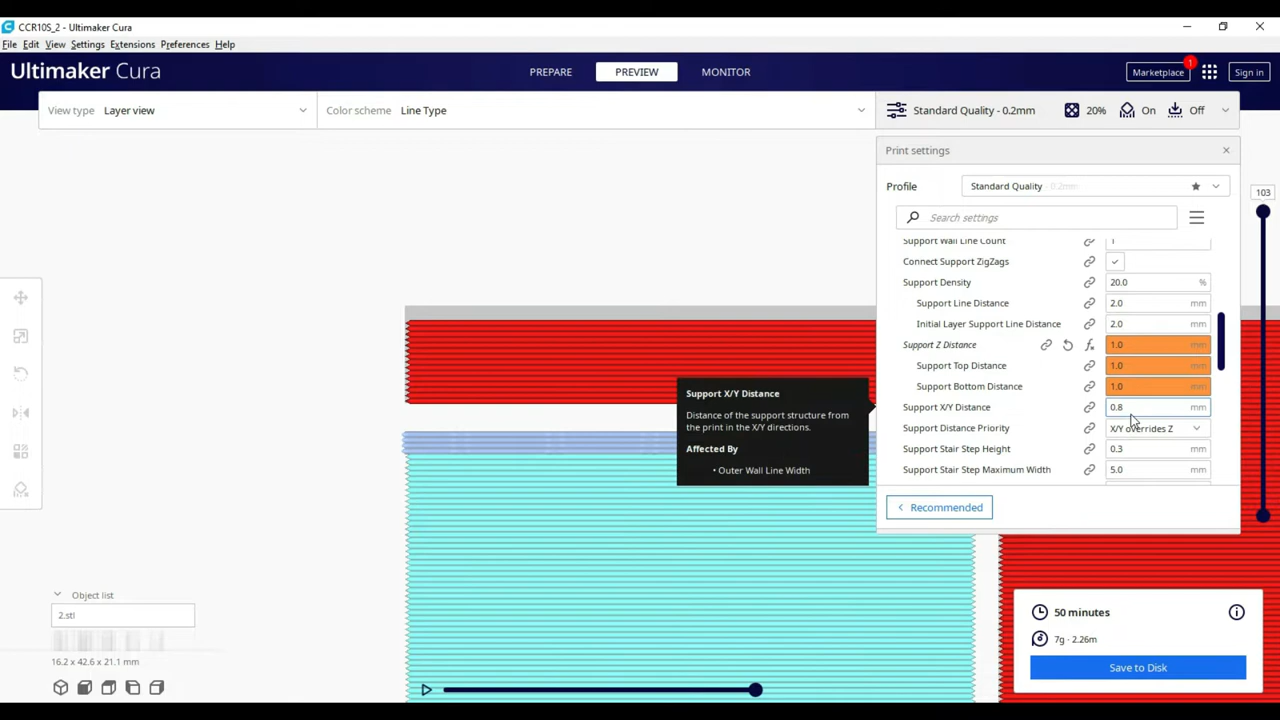 CCR10S_2 - Ultimaker Cura
File Edit View Settings Extensions Preferences Help
Ultimaker Cura
PREPARE
PREVIEW
MONITOR
Marketplace
1
Sign in
View type Layer view
Color scheme Line Type
Standard Quality - 0.2mm
20%
On
Off
Print settings
Profile
Standard Quality - 0.2mm
Search settings
Support Wall Line Count 1
Connect Support ZigZags
Support Density 20.0 %
Support Line Distance 2.0 mm
Initial Layer Support Line Distance 2.0 mm
Support Z Distance 1.0 mm
Support Top Distance 1.0 mm
Support Bottom Distance 1.0 mm
Support X/Y Distance 0.8 mm
Support Distance Priority X/Y overrides Z
Support Stair Step Height 0.3 mm
Support Stair Step Maximum Width 5.0 mm
Recommended
Support X/Y Distance
Distance of the support structure from
the print in the X/Y directions.
Affected By
• Outer Wall Line Width
103
Object list
2.stl
16.2 x 42.6 x 21.1 mm
50 minutes
7g · 2.26m
Save to Disk